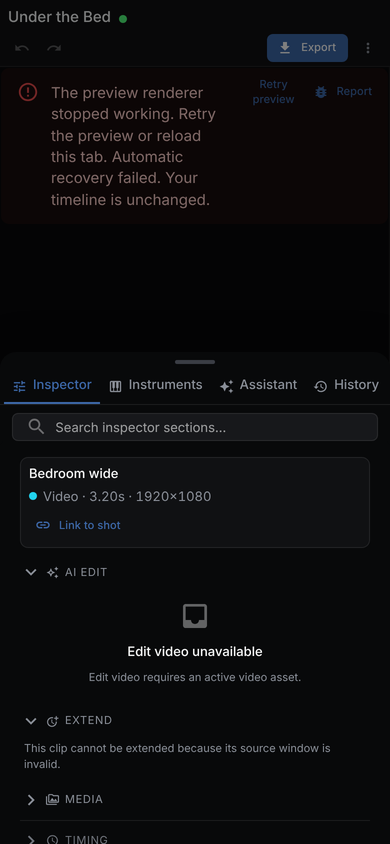 Under the Bed
Export
The preview renderer
stopped working. Retry
the preview or reload
this tab. Automatic
recovery failed. Your
timeline is unchanged.
Retry
preview
Report
Inspector
Instruments
Assistant
History
Search inspector sections...
Bedroom wide
Video · 3.20s · 1920×1080
Link to shot
AI EDIT
Edit video unavailable
Edit video requires an active video asset.
EXTEND
This clip cannot be extended because its source window is
invalid.
MEDIA
TIMING